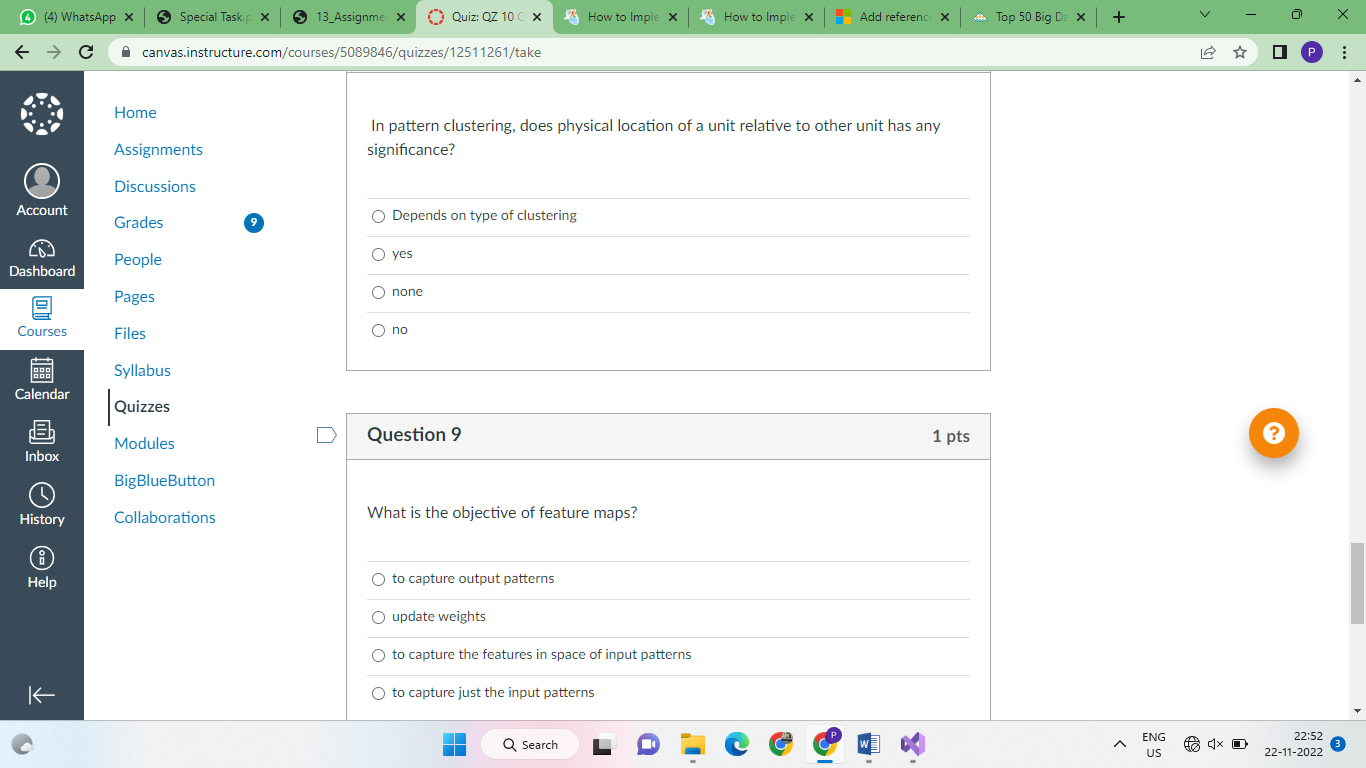 (4) WhatsApp
Special Task.p
13_Assignme
Quiz: QZ 10 C
How to Imple
How to Imple
Add referenc
Top 50 Big Da
canvas.instructure.com/courses/5089846/quizzes/12511261/take
P
Account
Dashboard
Courses
Calendar
Inbox
History
Help
Home
Assignments
Discussions
Grades 9
People
Pages
Files
Syllabus
Quizzes
Modules
BigBlueButton
Collaborations
In pattern clustering, does physical location of a unit relative to other unit has any
significance?
Depends on type of clustering
yes
none
no
Question 9 1 pts
What is the objective of feature maps?
to capture output patterns
update weights
to capture the features in space of input patterns
to capture just the input patterns
?
Search
P
W
ENG
US
22:52
22-11-2022
3